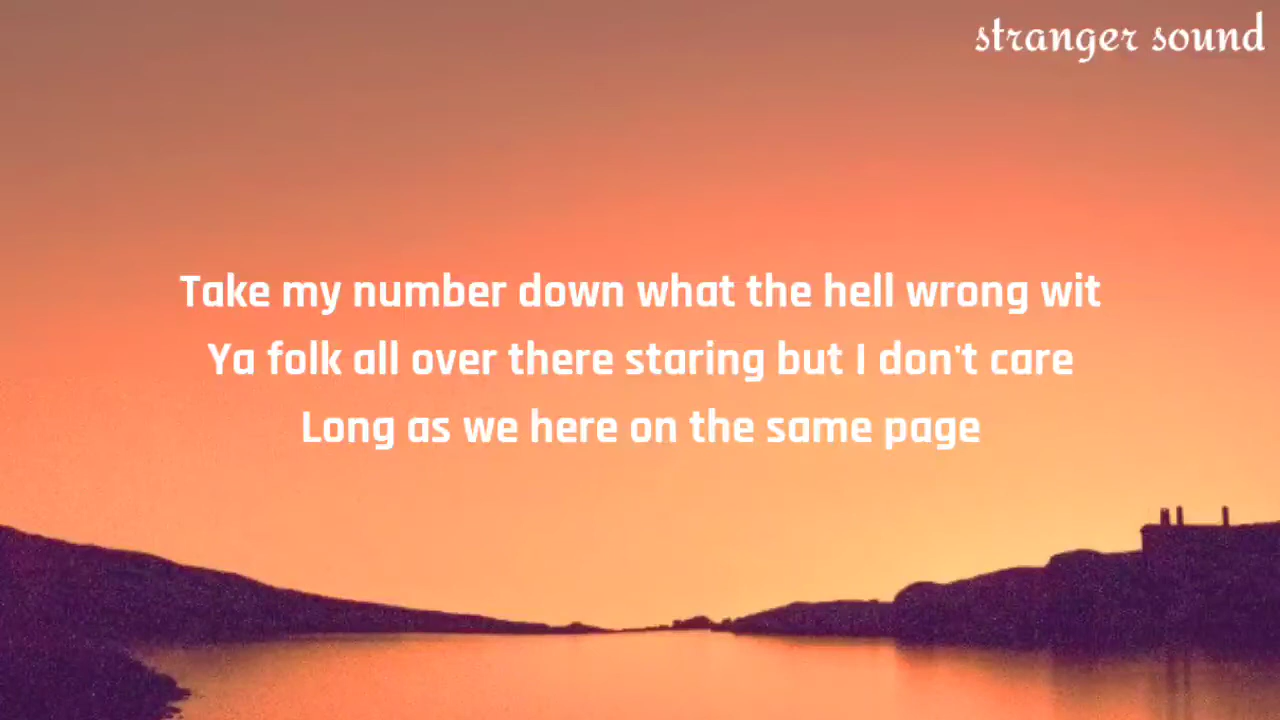 stranger sound
Take my number down what the hell wrong wit
Ya folk all over there staring but I don't care
Long as we here on the same page